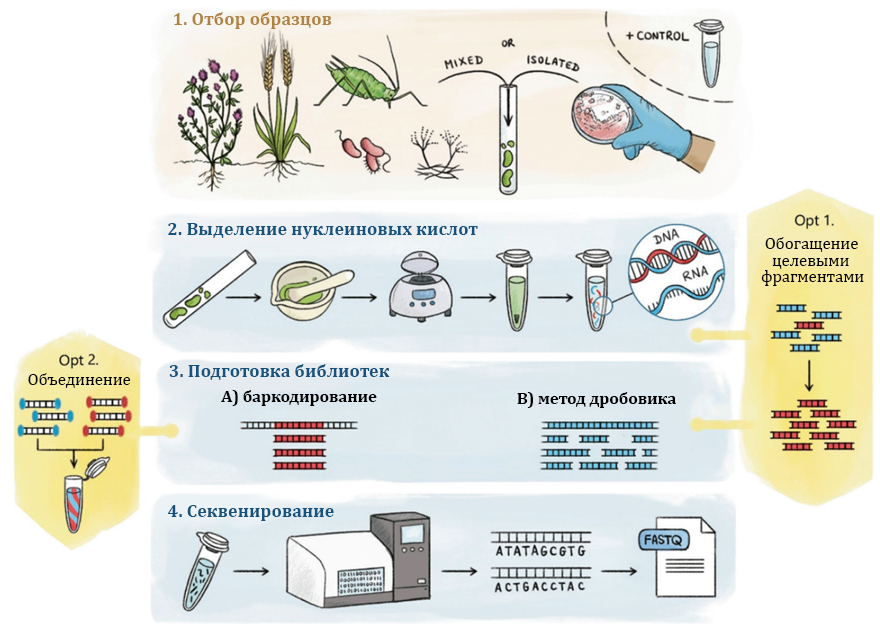 1. Отбор образцов
MIXED OR ISOLATED
+ CONTROL
2. Выделение нуклеиновых кислот
DNA
RNA
Opt 1.
Обогащение
целевыми
фрагментами
Opt 2.
Объединение
3. Подготовка библиотек
А) баркодирование
В) метод дробовика
4. Секвенирование
ATATAGCGTG
ACTGACCTAC
FASTQ